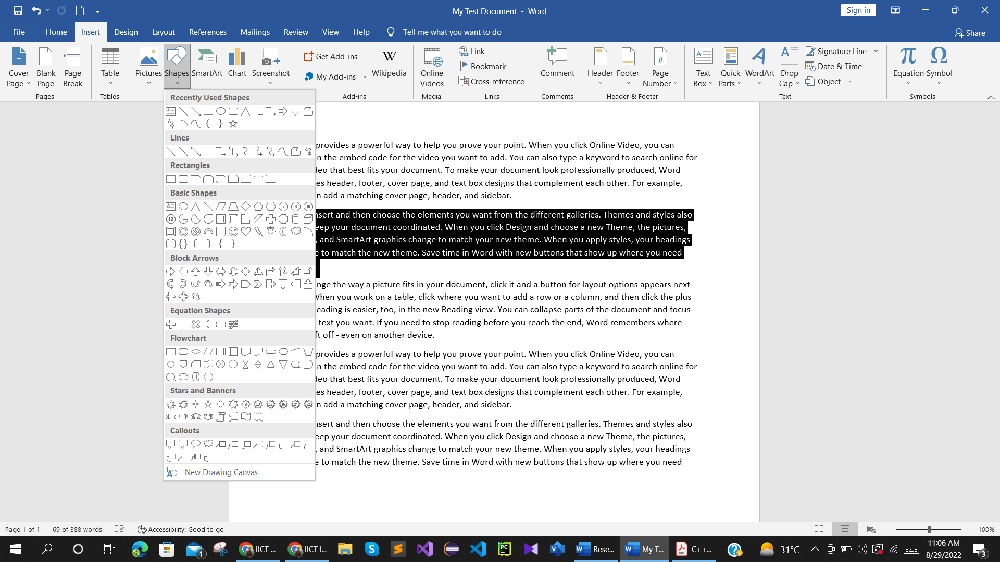 My Test Document - Word
Sign in
File Home Insert Design Layout References Mailings Review View Help Tell me what you want to do
Share
Cover Page
Blank Page
Page Break
Pages
Table
Tables
Pictures
Shapes
SmartArt
Chart
Screenshot
Get Add-ins
My Add-ins
Wikipedia
Add-ins
Online Videos
Media
Link
Bookmark
Cross-reference
Links
Comment
Comments
Header
Footer
Page Number
Header & Footer
Text Box
Quick Parts
WordArt
Drop Cap
Signature Line
Date & Time
Object
Text
Equation
Symbol
Symbols
Recently Used Shapes
Lines
Rectangles
Basic Shapes
Block Arrows
Equation Shapes
Flowchart
Stars and Banners
Callouts
New Drawing Canvas
provides a powerful way to help you prove your point. When you click Online Video, you can
in the embed code for the video you want to add. You can also type a keyword to search online for
deo that best fits your document. To make your document look professionally produced, Word
es header, footer, cover page, and text box designs that complement each other. For example,
n add a matching cover page, header, and sidebar.
nsert and then choose the elements you want from the different galleries. Themes and styles also
eep your document coordinated. When you click Design and choose a new Theme, the pictures,
, and SmartArt graphics change to match your new theme. When you apply styles, your headings
e to match the new theme. Save time in Word with new buttons that show up where you need
nge the way a picture fits in your document, click it and a button for layout options appears next
When you work on a table, click where you want to add a row or a column, and then click the plus
eading is easier, too, in the new Reading view. You can collapse parts of the document and focus
text you want. If you need to stop reading before you reach the end, Word remembers where
ft off - even on another device.
provides a powerful way to help you prove your point. When you click Online Video, you can
in the embed code for the video you want to add. You can also type a keyword to search online for
deo that best fits your document. To make your document look professionally produced, Word
es header, footer, cover page, and text box designs that complement each other. For example,
n add a matching cover page, header, and sidebar.
nsert and then choose the elements you want from the different galleries. Themes and styles also
eep your document coordinated. When you click Design and choose a new Theme, the pictures,
, and SmartArt graphics change to match your new theme. When you apply styles, your headings
e to match the new theme. Save time in Word with new buttons that show up where you need
Page 1 of 1 69 of 388 words Accessibility: Good to go 100%
1 IICT ... IICT I... Rese... My T... C++... 31°C 11:06 AM
8/29/2022
3